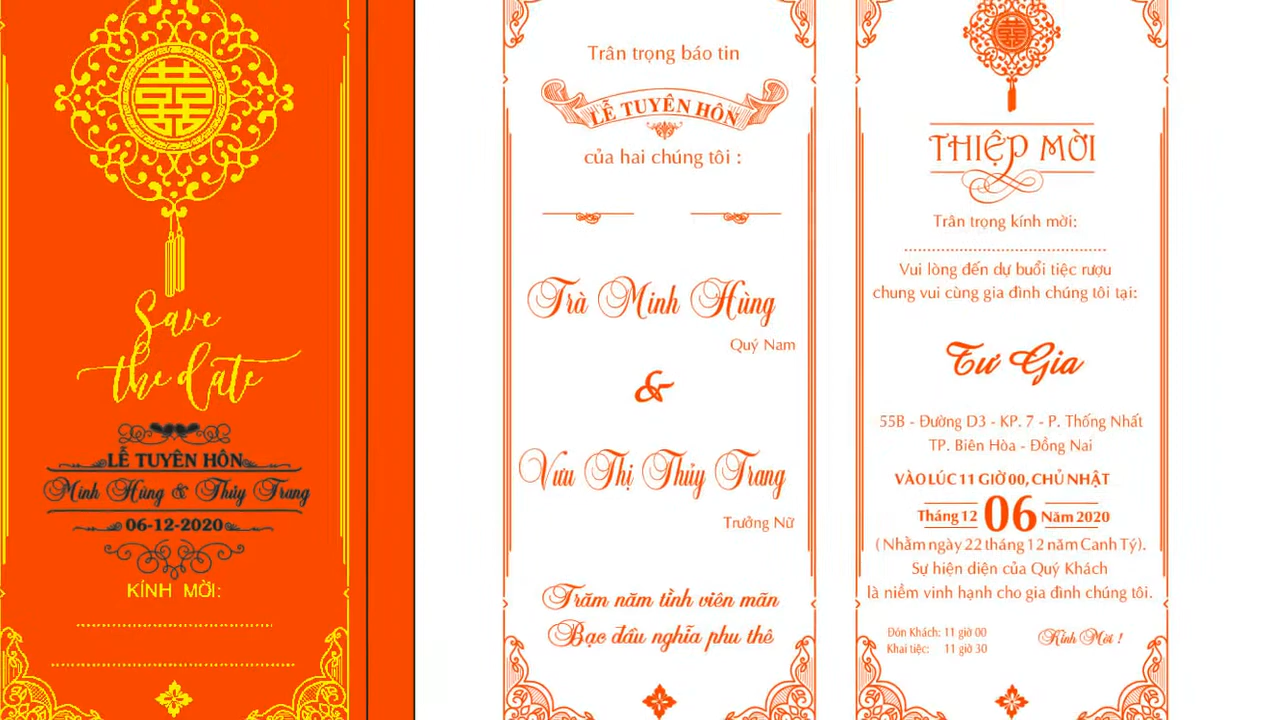 囍
Save
the date
LỄ TUYÊN HÔN
Minh Hùng & Thủy Trang
06-12-2020
KÍNH MỜI:
Trân trọng báo tin
LỄ TUYÊN HÔN
của hai chúng tôi :
Trà Minh Hùng
Quý Nam
&
Vưu Thị Thủy Trang
Trưởng Nữ
Trăm năm tình viên mãn
Bạc đầu nghĩa phu thê
囍
THIỆP MỜI
Trân trọng kính mời:
Vui lòng đến dự buổi tiệc rượu
chung vui cùng gia đình chúng tôi tại:
Tư Gia
55B - Đường D3 - KP. 7 - P. Thống Nhất
TP. Biên Hòa - Đồng Nai
VÀO LÚC 11 GIỜ 00, CHỦ NHẬT
Tháng 12 06 Năm 2020
( Nhằm ngày 22 tháng 12 năm Canh Tý).
Sự hiện diện của Quý Khách
là niềm vinh hạnh cho gia đình chúng tôi.
Đón Khách: 11 giờ 00
Khai tiệc: 11 giờ 30
Kính Mời !